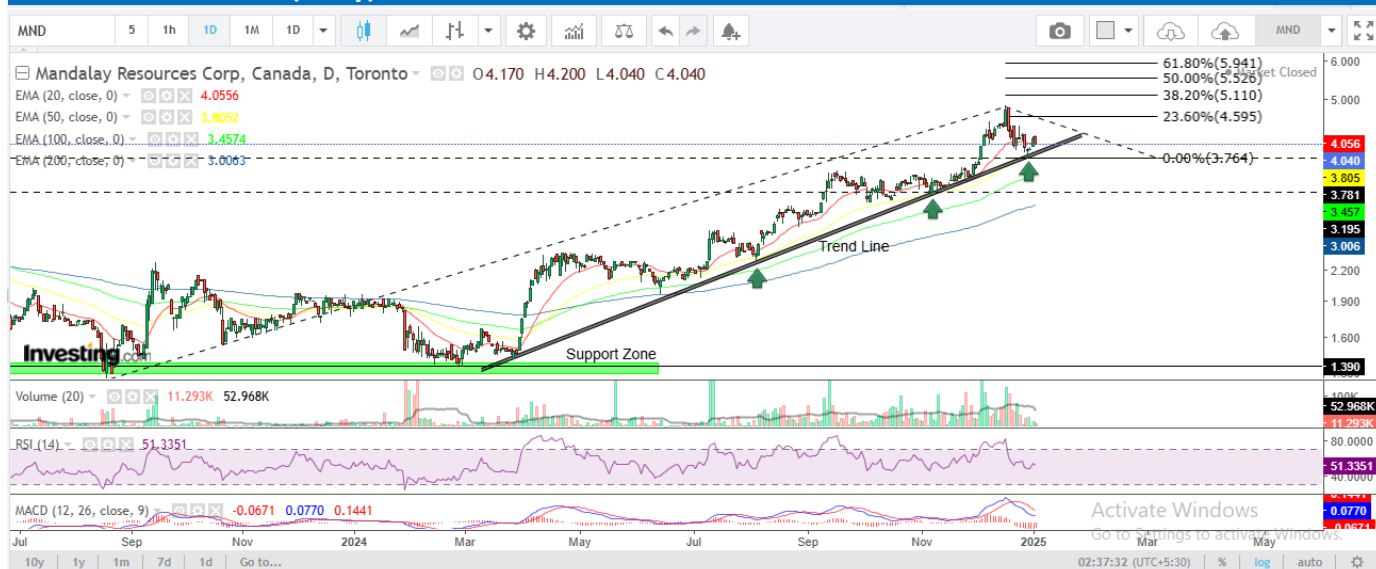 MND 5 1h 1D 1M 1D MND
Mandalay Resources Corp, Canada, D, Toronto O4.170 H4.200 L4.040 C4.040
Market Closed
EMA (20, close, 0) 4.0556
EMA (50, close, 0) 3.8052
EMA (100, close, 0) 3.4574
EMA (200, close, 0) 3.0063
61.80%(5.941)
50.00%(5.526)
38.20%(5.110)
23.60%(4.595)
0.00%(3.764)
6.000
5.000
4.056
4.040
3.805
3.781
3.457
3.195
3.006
2.200
1.900
1.600
1.390
Trend Line
Support Zone
Investing.com
Volume (20) 11.293K 52.968K
52.968K
11.293K
RSI (14) 51.3351
80.0000
51.3351
40.0000
MACD (12, 26, close, 9) -0.0671 0.0770 0.1441
0.1441
0.0770
-0.0671
Activate Windows
Go to Settings to activate Windows.
Jul Sep Nov 2024 Mar May Jul Sep Nov 2025 Mar May
10y 1y 1m 7d 1d Go to... 02:37:32 (UTC+5:30) % log auto